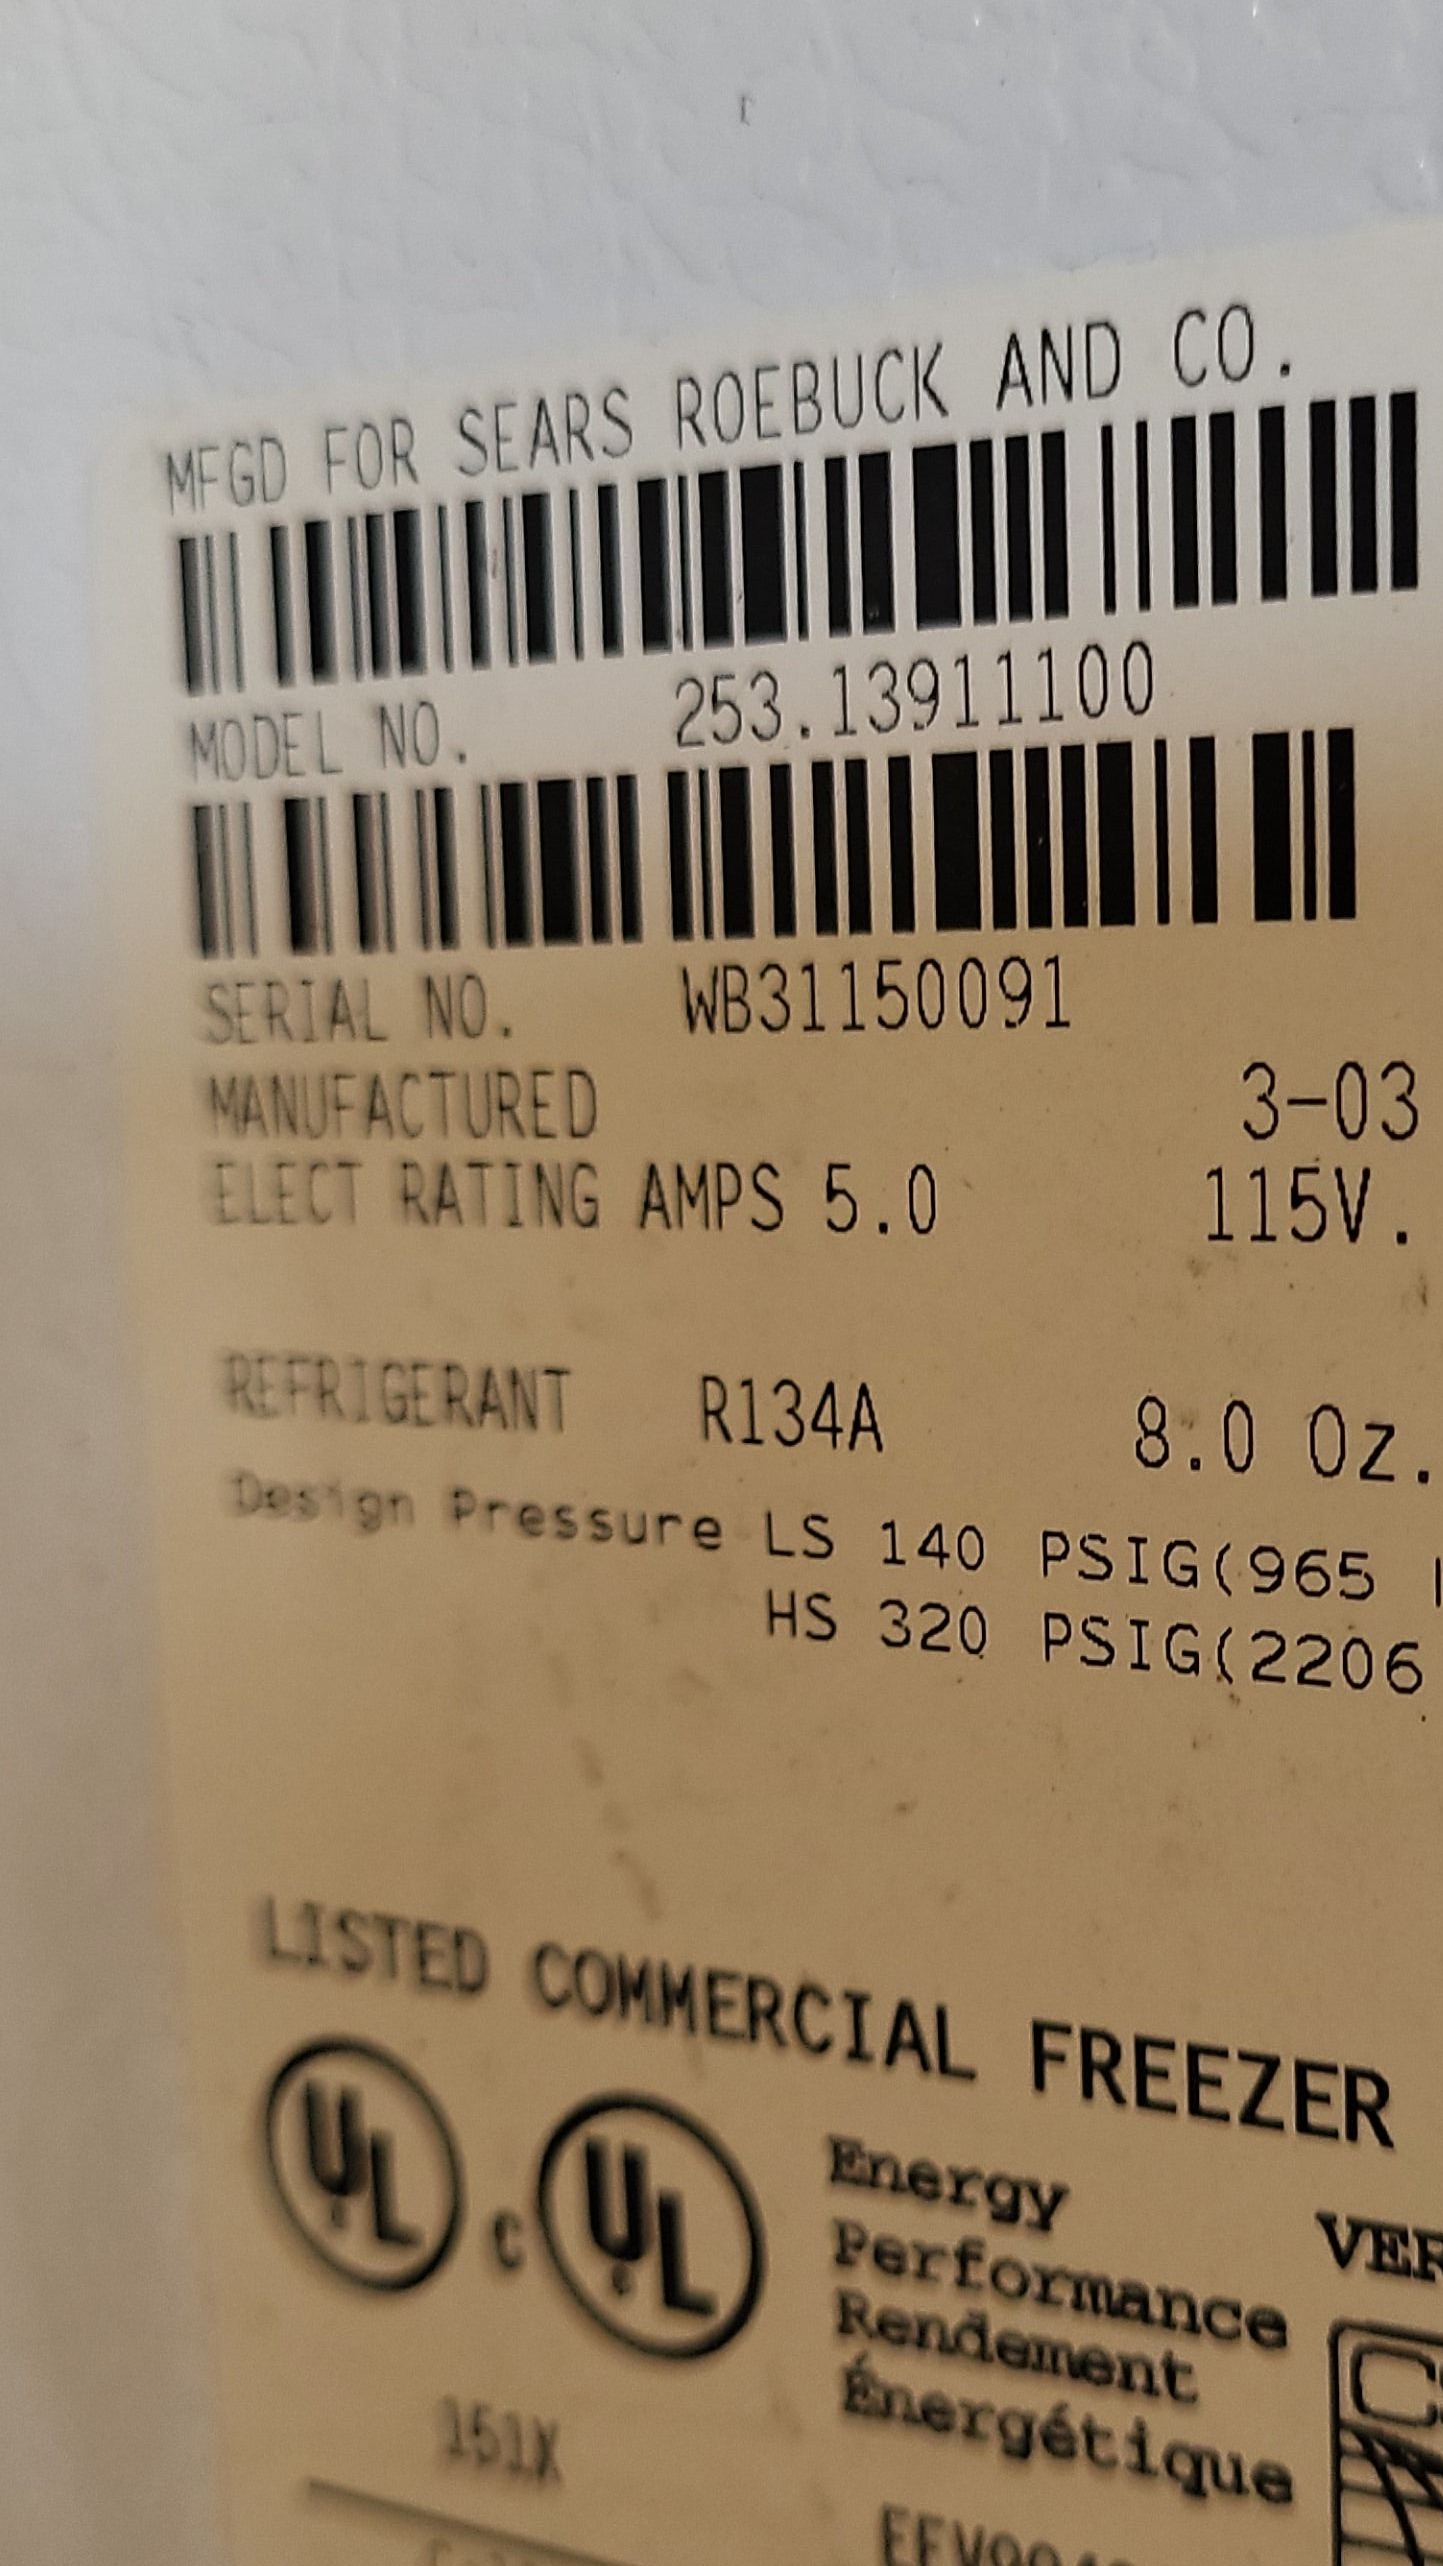 MFGD FOR SEARS ROEBUCK AND CO.
MODEL NO. 253.13911100
SERIAL NO. WB31150091
MANUFACTURED 3-03
ELECT RATING AMPS 5.0 115V.
REFRIGERANT R134A 8.0 Oz.
Design Pressure LS 140 PSIG(965
HS 320 PSIG(2206
LISTED COMMERCIAL FREEZER
UL
C UL
Energy
Performance
Rendement
Énergétique
VER
151X